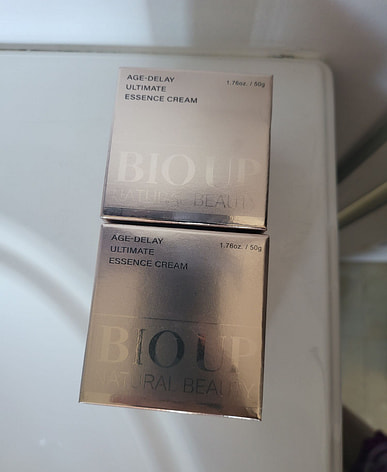 AGE-DELAY
ULTIMATE
ESSENCE CREAM
1.76oz. / 50g
BIO UP
NATURAL BEAUTY
AGE-DELAY
ULTIMATE
ESSENCE CREAM
1.76oz. / 50g
BIO UP
NATURAL BEAUTY